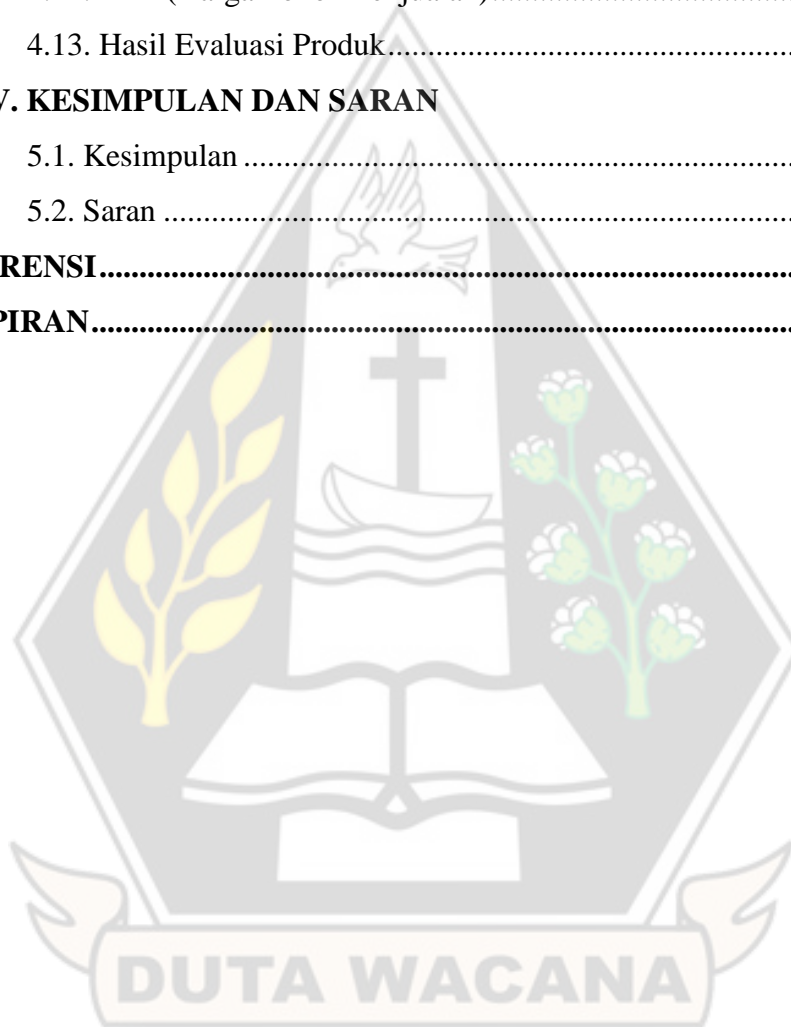 4.13. Hasil Evaluasi Produk
V. KESIMPULAN DAN SARAN
5.1. Kesimpulan
5.2. Saran
RENSI
PIRAN
DUTA WACANA